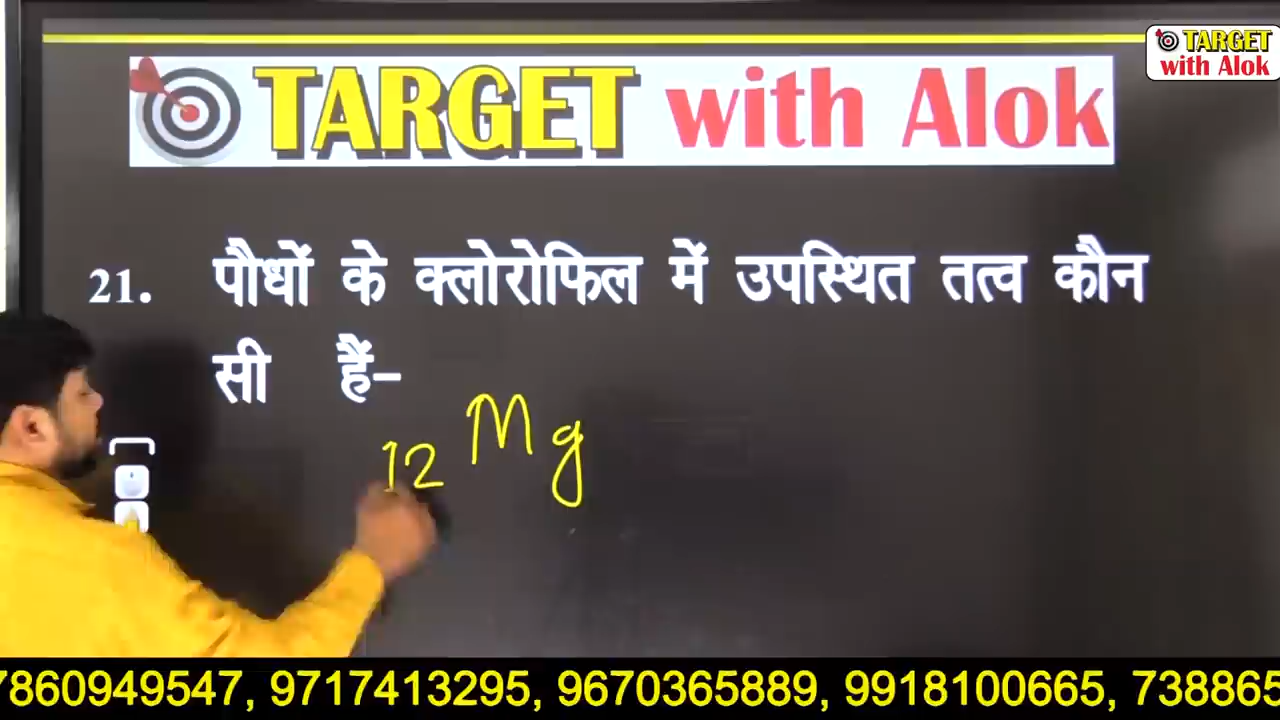 TARGET
with Alok
TARGET with Alok
21. पौधों के क्लोरोफिल में उपस्थित तत्व कौन
सी हैं-
12 Mg
7860949547, 9717413295, 9670365889, 9918100665, 738865